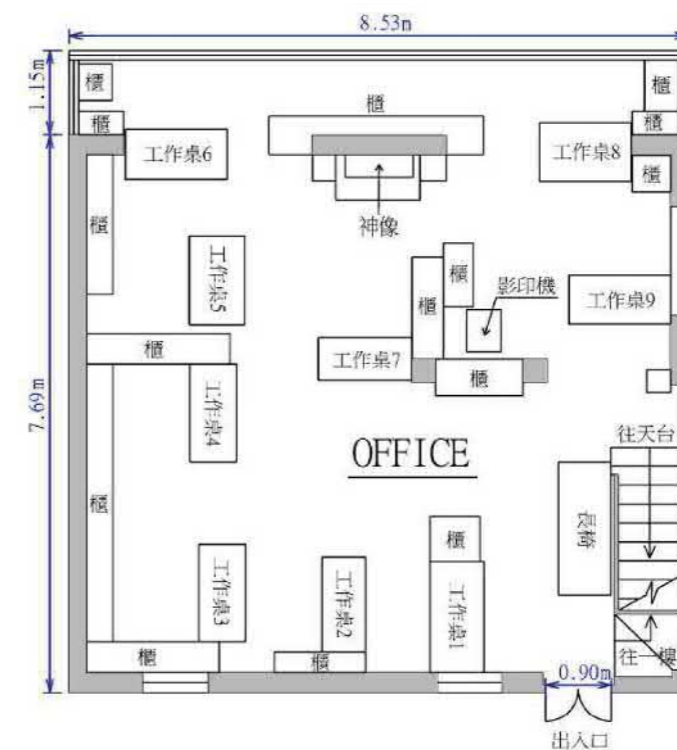 8.53m
1.15m
櫃
櫃
櫃
櫃
櫃
工作桌6
工作桌8
櫃
神像
櫃
工作桌5
櫃
櫃
影印機
工作桌9
7.69m
櫃
工作桌7
櫃
工作桌4
OFFICE
往天台
櫃
長椅
櫃
工作桌3
工作桌2
工作桌1
櫃
櫃
往一樓
0.90m
出入口